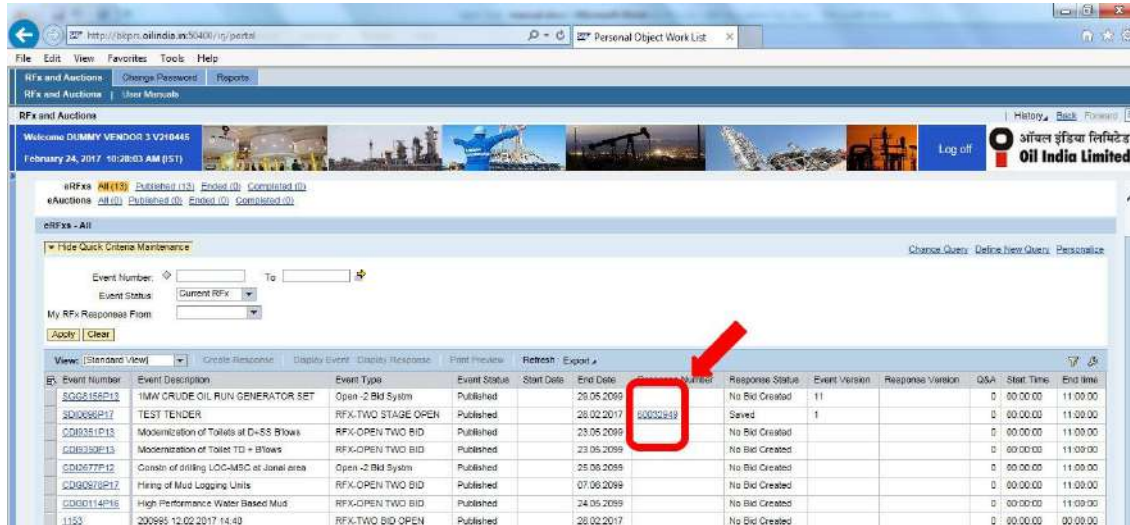 Personal Object Work List
File Edit View Favorites Tools Help
RFx and Auctions Change Password Reports
RFx and Auctions | User Manuals
RFx and Auctions
History Back Forward
Welcome DUMMY VENDOR 3 V210445
February 24, 2017 10:28:03 AM (IST)
Log off
ऑयल इंडिया लिमिटेड
Oil India Limited
eRFxs All (13) Published (13) Ended (0) Completed (0)
eAuctions All (0) Published (0) Ended (0) Completed (0)
eRFxs - All
Hide Quick Criteria Maintenance
Change Query Define New Query Personalize
Event Number: To
Event Status: Current RFx
My RFx Responses From
Apply Clear
View: [Standard View] Create Response Display Event Display Response Print Preview Refresh Export
Event Number Event Description Event Type Event Status Start Date End Date Number Response Status Event Version Response Version Q&A Start Time End time
SGG8156P13 1MW CRUDE OIL RUN GENERATOR SET Open -2 Bid Systm Published 29.05.2099 No Bid Created 11 0 00:00:00 11:00:00
SDI0696P17 TEST TENDER RFX-TWO STAGE OPEN Published 28.02.2017 60032949 Saved 1 0 00:00:00 11:00:00
CDI9351P13 Modernization of Toilets at D+SS B'lows RFX-OPEN TWO BID Published 23.05.2099 No Bid Created 0 00:00:00 11:00:00
CDI9350P13 Modernization of Toilet TD + B'lows RFX-OPEN TWO BID Published 23.05.2099 No Bid Created 0 00:00:00 11:00:00
CDI2677P12 Constn of drilling LOC-MSC at Jonai area Open -2 Bid Systm Published 25.08.2099 No Bid Created 0 00:00:00 11:00:00
CDG0978P17 Hiring of Mud Logging Units RFX-OPEN TWO BID Published 07.06.2099 No Bid Created 0 00:00:00 11:00:00
CDG0114P16 High Performance Water Based Mud RFX-OPEN TWO BID Published 24.05.2099 No Bid Created 0 00:00:00 11:00:00
1153 200995 12.02.2017 14:40 RFX-TWO BID OPEN Published 28.02.2017 No Bid Created 0 00:00:00 11:00:00